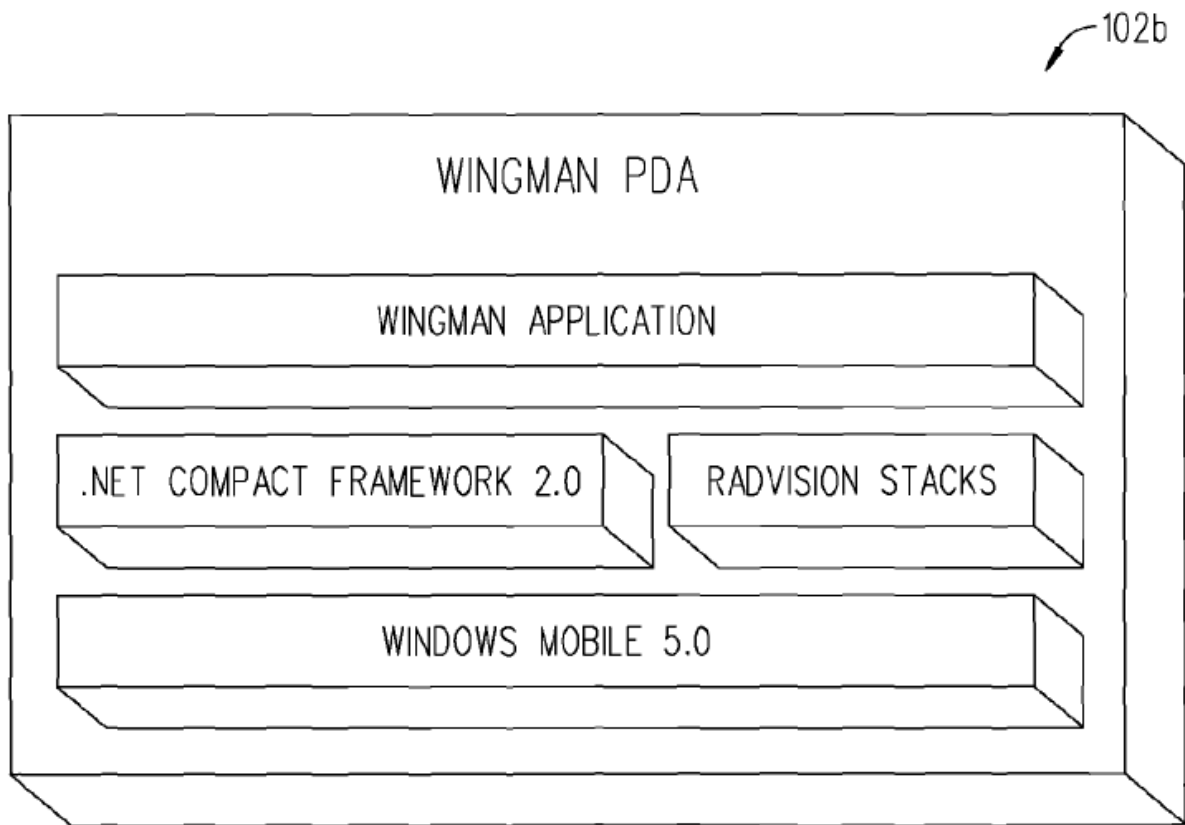 102b
WINGMAN PDA
WINGMAN APPLICATION
.NET COMPACT FRAMEWORK 2.0
RADVISION STACKS
WINDOWS MOBILE 5.0